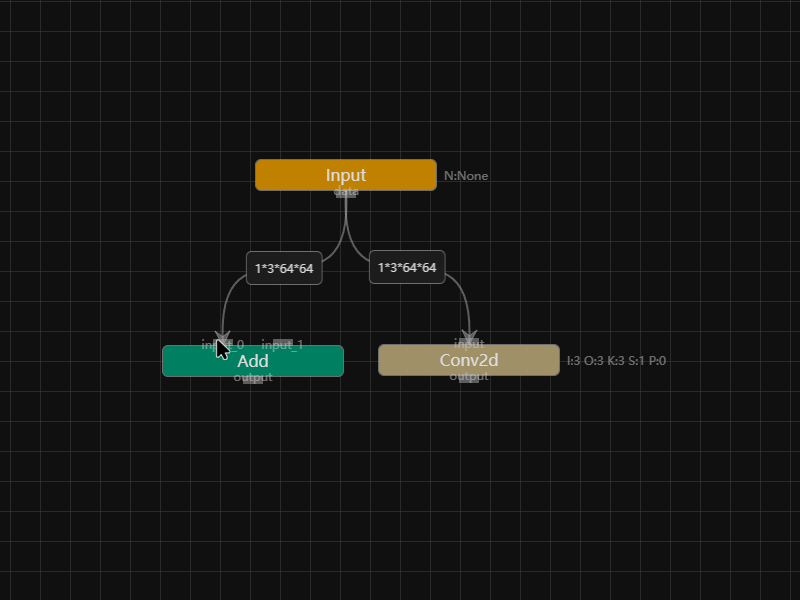 Input
N:None
data
1*3*64*64
1*3*64*64
input_0
input_1
Add
output
input
Conv2d
I:3 O:3 K:3 S:1 P:0
output